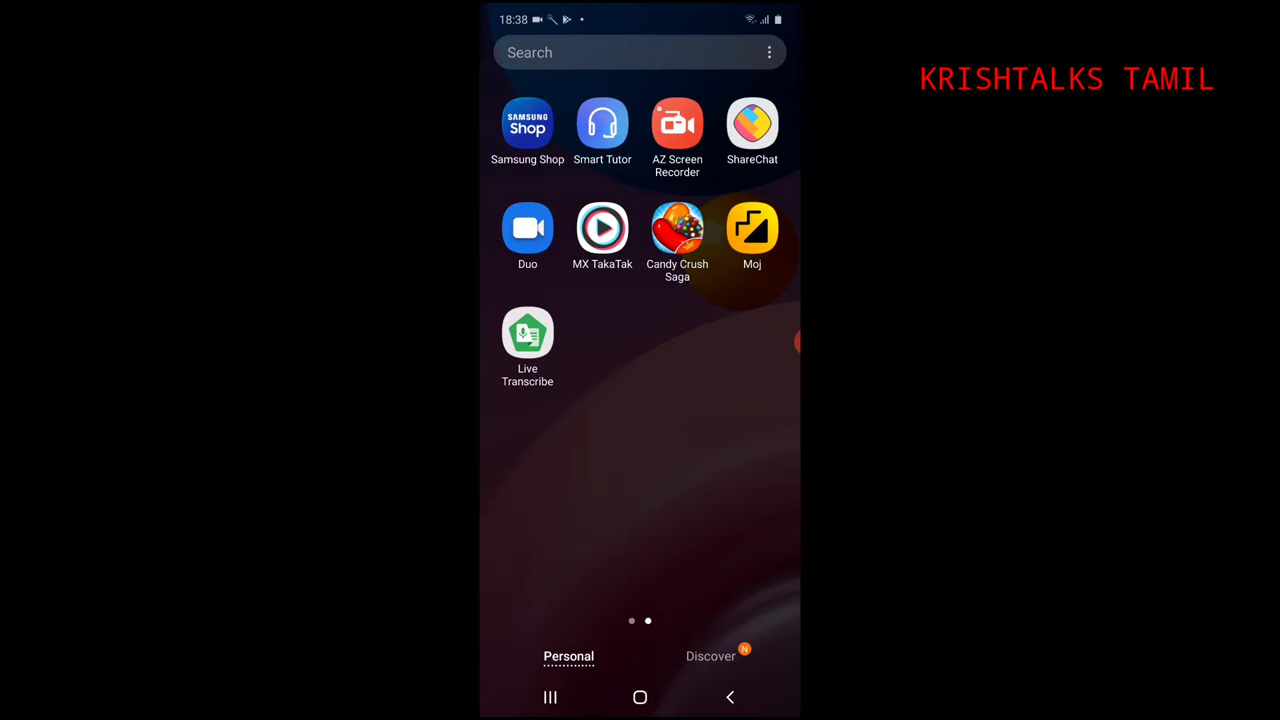 18:38
KRISHTALKS TAMIL
Search
SAMSUNG
Shop
Samsung Shop
Smart Tutor
AZ Screen
Recorder
ShareChat
Duo
MX TakaTak
Candy Crush
Saga
Moj
Live
Transcribe
Personal
Discover
N